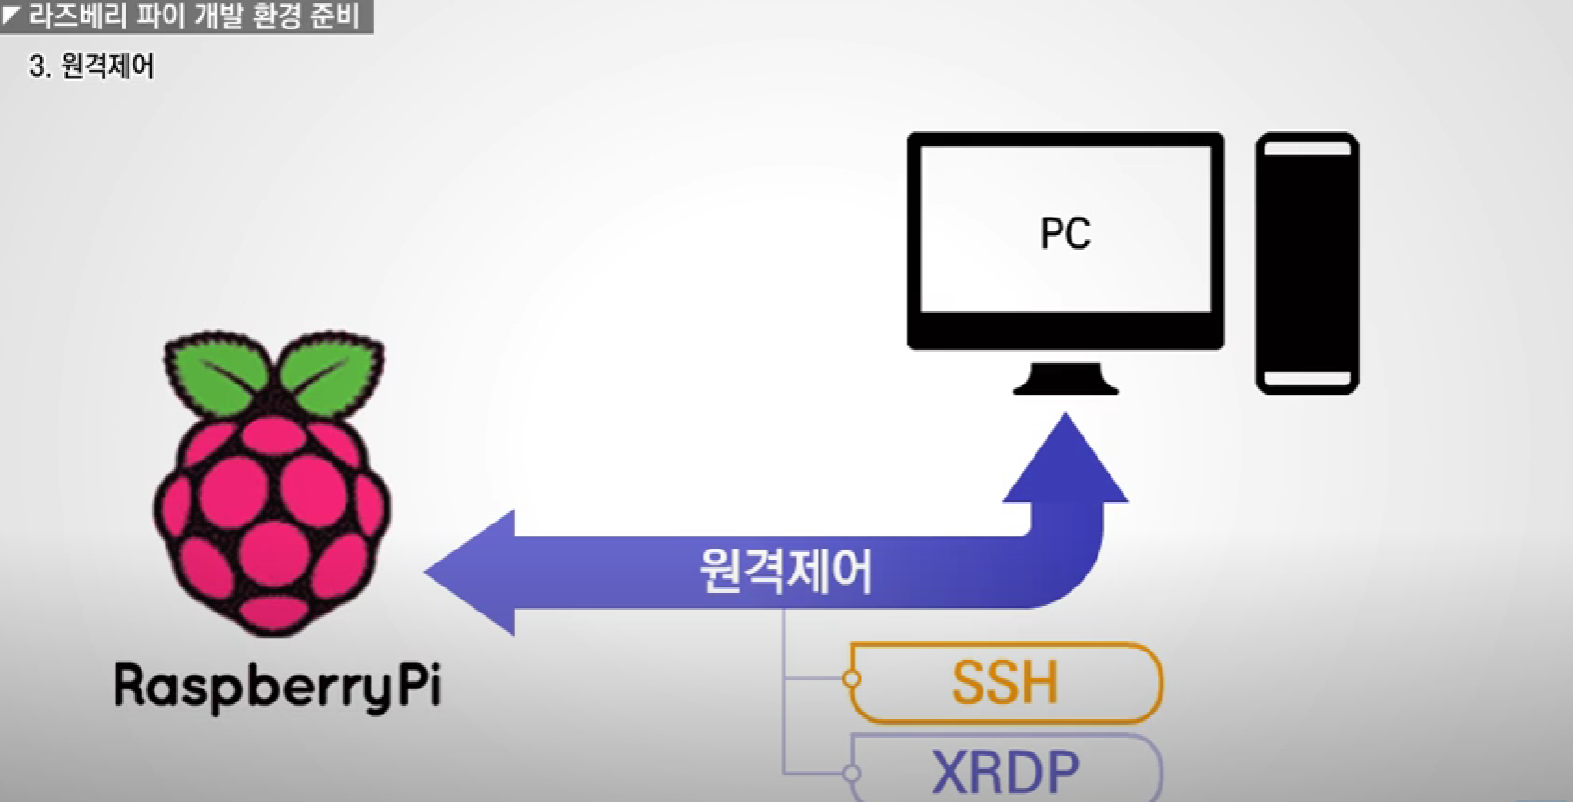 라즈베리 파이 개발 환경 준비
3. 원격제어
PC
원격제어
RaspberryPi
SSH
XRDP